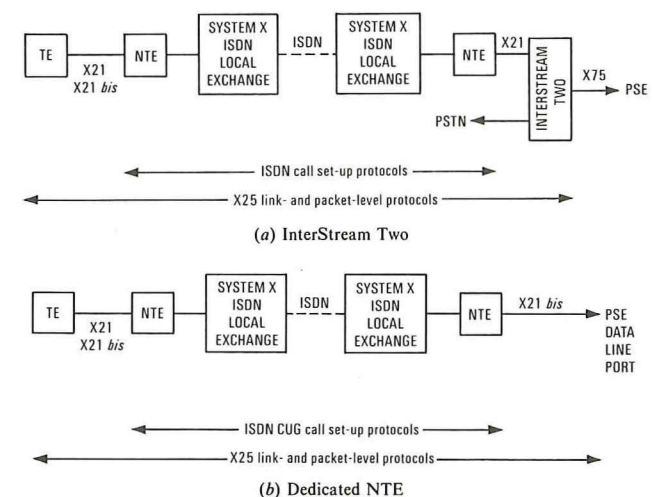 TE
X21
X21 bis
NTE
SYSTEM X
ISDN
LOCAL
EXCHANGE
ISDN
SYSTEM X
ISDN
LOCAL
EXCHANGE
NTE
X21
INTERSTREAM
TWO
X75
PSE
PSTN
ISDN call set-up protocols
X25 link- and packet-level protocols
(a) InterStream Two
TE
X21
X21 bis
NTE
SYSTEM X
ISDN
LOCAL
EXCHANGE
ISDN
SYSTEM X
ISDN
LOCAL
EXCHANGE
NTE
X21 bis
PSE
DATA
LINE
PORT
ISDN CUG call set-up protocols
X25 link- and packet-level protocols
(b) Dedicated NTE